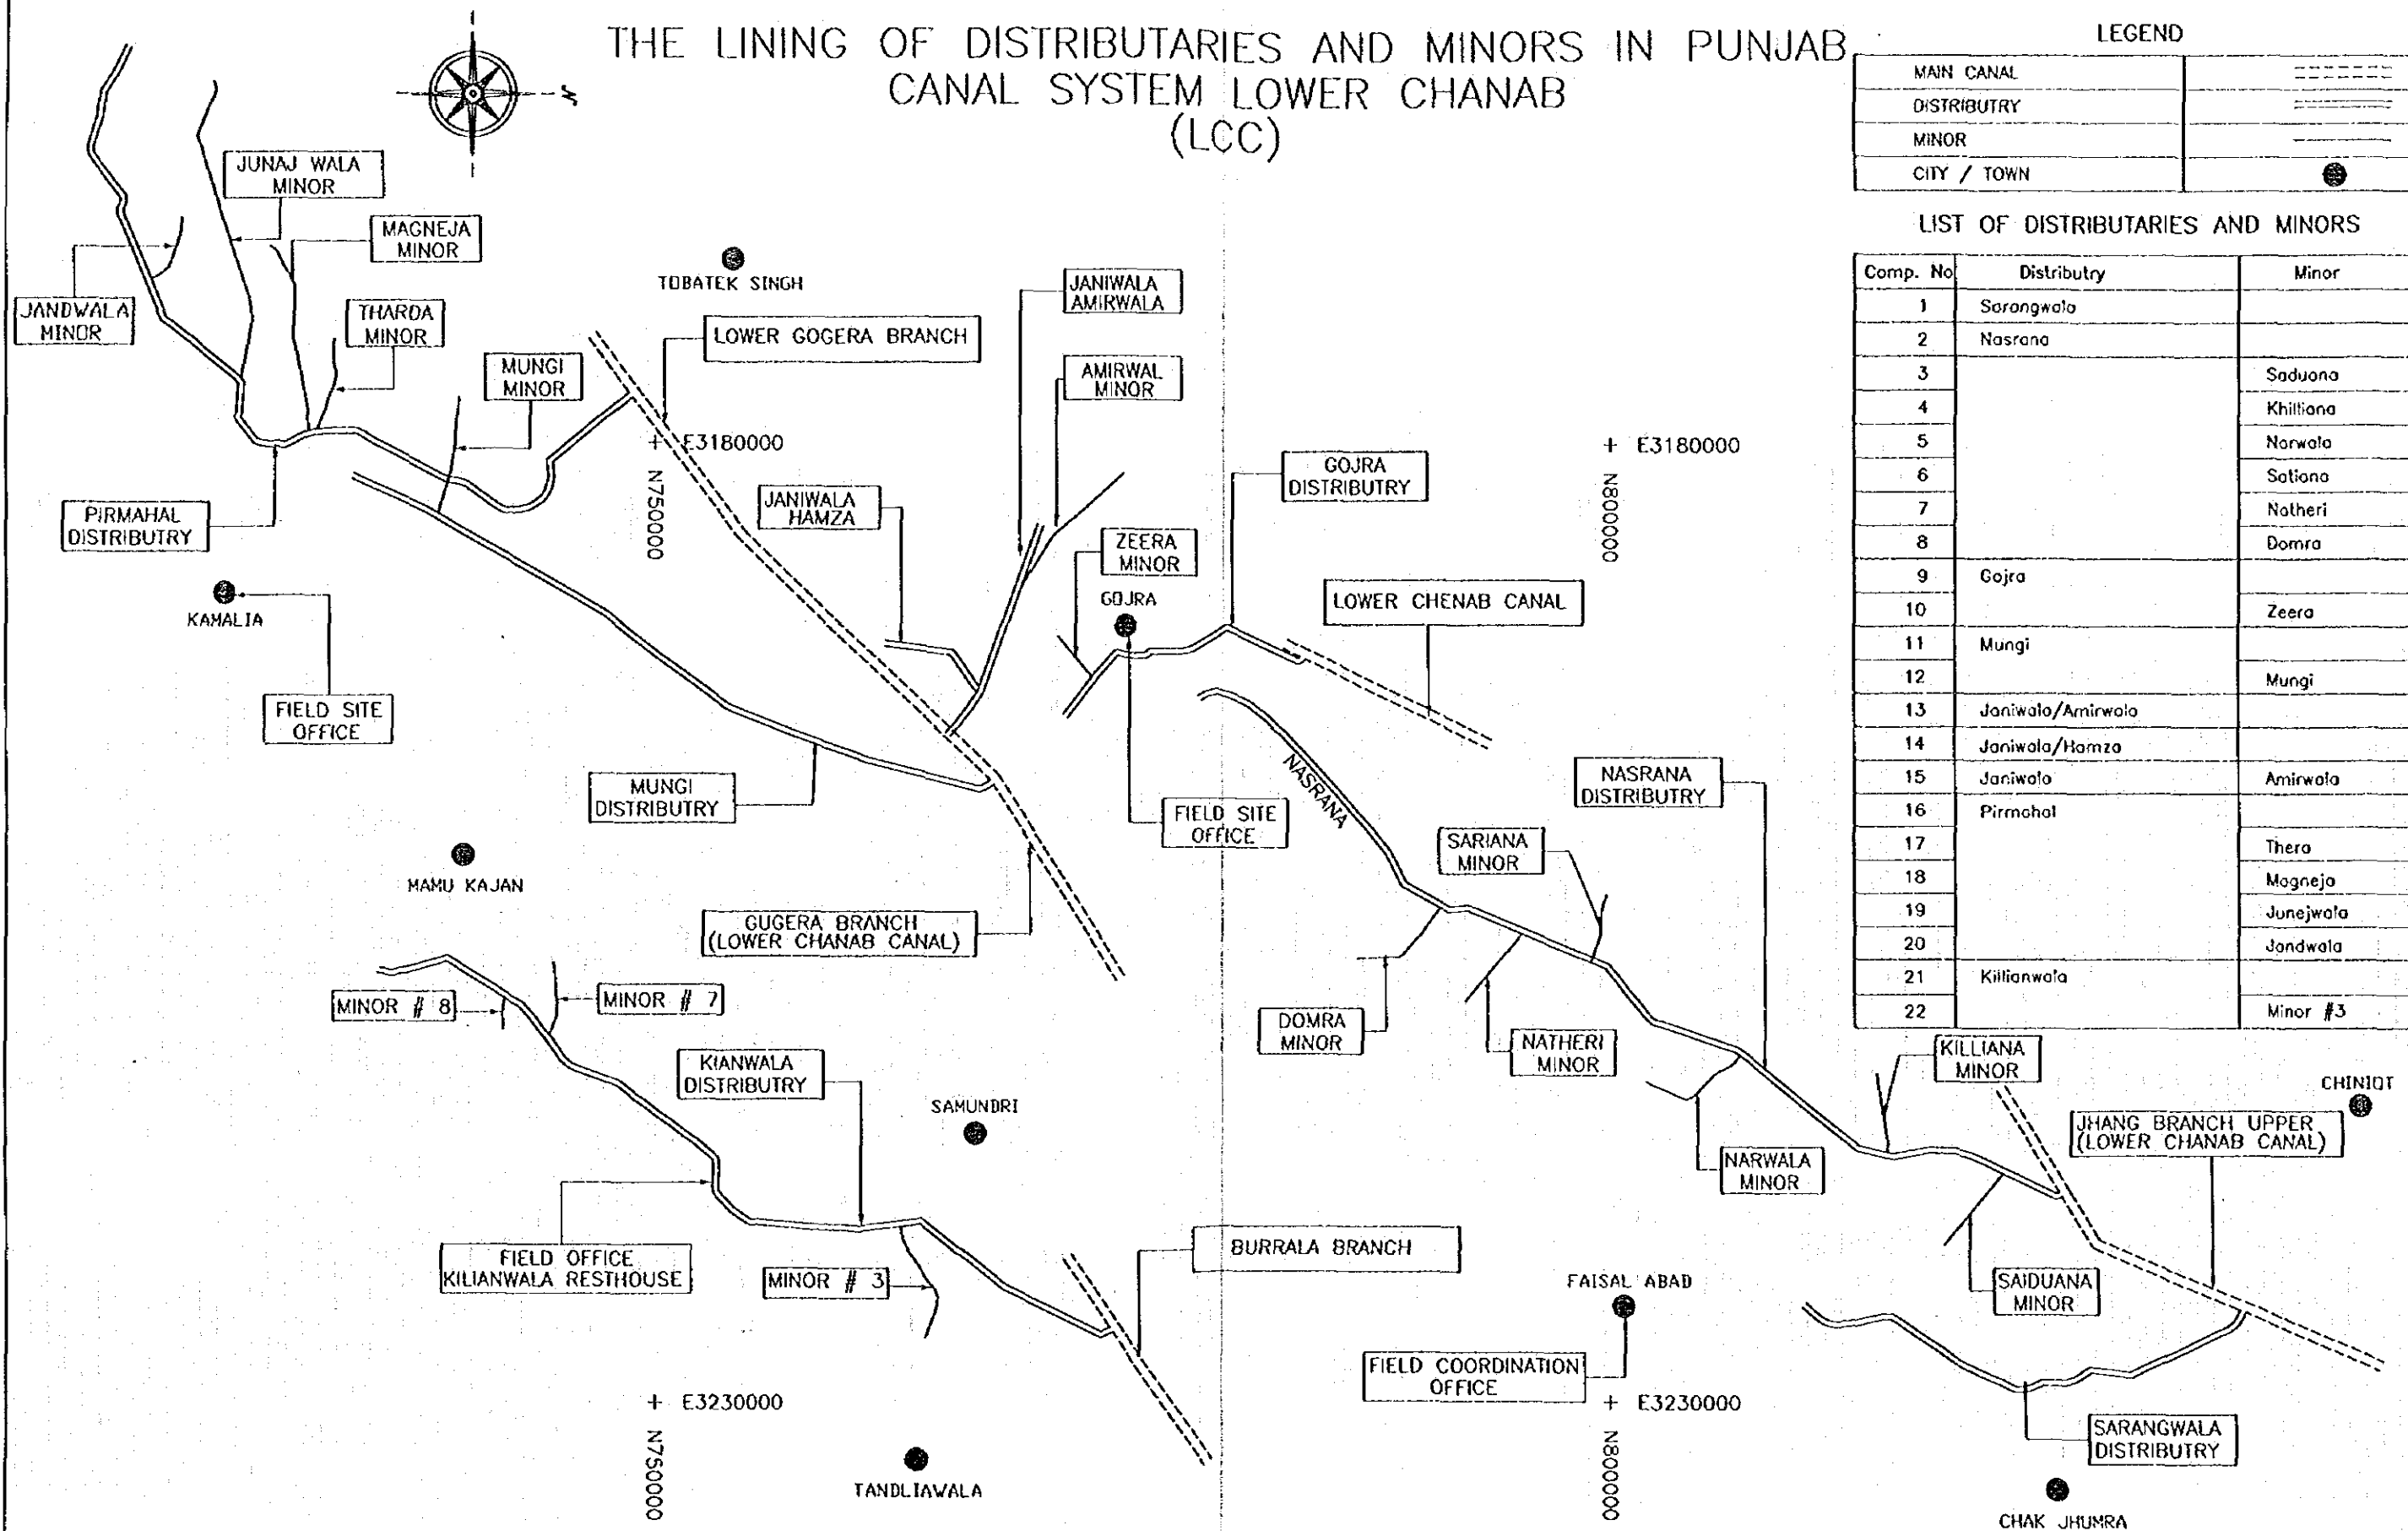 THE LINING OF DISTRIBUTARIES AND MINORS IN PUNJAB
CANAL SYSTEM LOWER CHANAB
(LCC)
N
LEGEND
MAIN CANAL
DISTRIBUTRY
MINOR
CITY / TOWN
LIST OF DISTRIBUTARIES AND MINORS
Comp. No Distributry Minor
1 Sarangwala
2 Nasrana
3 Saduana
4 Khilliana
5 Narwala
6 Satiana
7 Natheri
8 Domra
9 Gojra
10 Zeera
11 Mungi
12 Mungi
13 Janiwala/Amirwala
14 Janiwala/Hamza
15 Janiwala Amirwala
16 Pirmahal
17 Thera
18 Magneja
19 Junejwala
20 Jandwala
21 Killianwala
22 Minor #3
JUNAJ WALA
MINOR
MAGNEJA
MINOR
JANDWALA
MINOR
THARDA
MINOR
MUNGI
MINOR
TOBATEK SINGH
LOWER GOGERA BRANCH
JANIWALA
AMIRWALA
AMIRWAL
MINOR
E3180000
N750000
E3180000
N800000
PIRMAHAL
DISTRIBUTRY
JANIWALA
HAMZA
GOJRA
DISTRIBUTRY
ZEERA
MINOR
GOJRA
LOWER CHENAB CANAL
KAMALIA
FIELD SITE
OFFICE
MUNGI
DISTRIBUTRY
FIELD SITE
OFFICE
NASRANA
NASRANA
DISTRIBUTRY
SARIANA
MINOR
MAMU KAJAN
GUGERA BRANCH
(LOWER CHANAB CANAL)
MINOR # 8
MINOR # 7
DOMRA
MINOR
NATHERI
MINOR
KILLIANA
MINOR
CHINIOT
KIANWALA
DISTRIBUTRY
SAMUNDRI
JHANG BRANCH UPPER
(LOWER CHANAB CANAL)
NARWALA
MINOR
FIELD OFFICE
KILIANWALA RESTHOUSE
MINOR # 3
BURRALA BRANCH
FAISAL ABAD
SAIDUANA
MINOR
FIELD COORDINATION
OFFICE
E3230000
N750000
E3230000
N800000
SARANGWALA
DISTRIBUTRY
TANDLIAWALA
CHAK JHUMRA